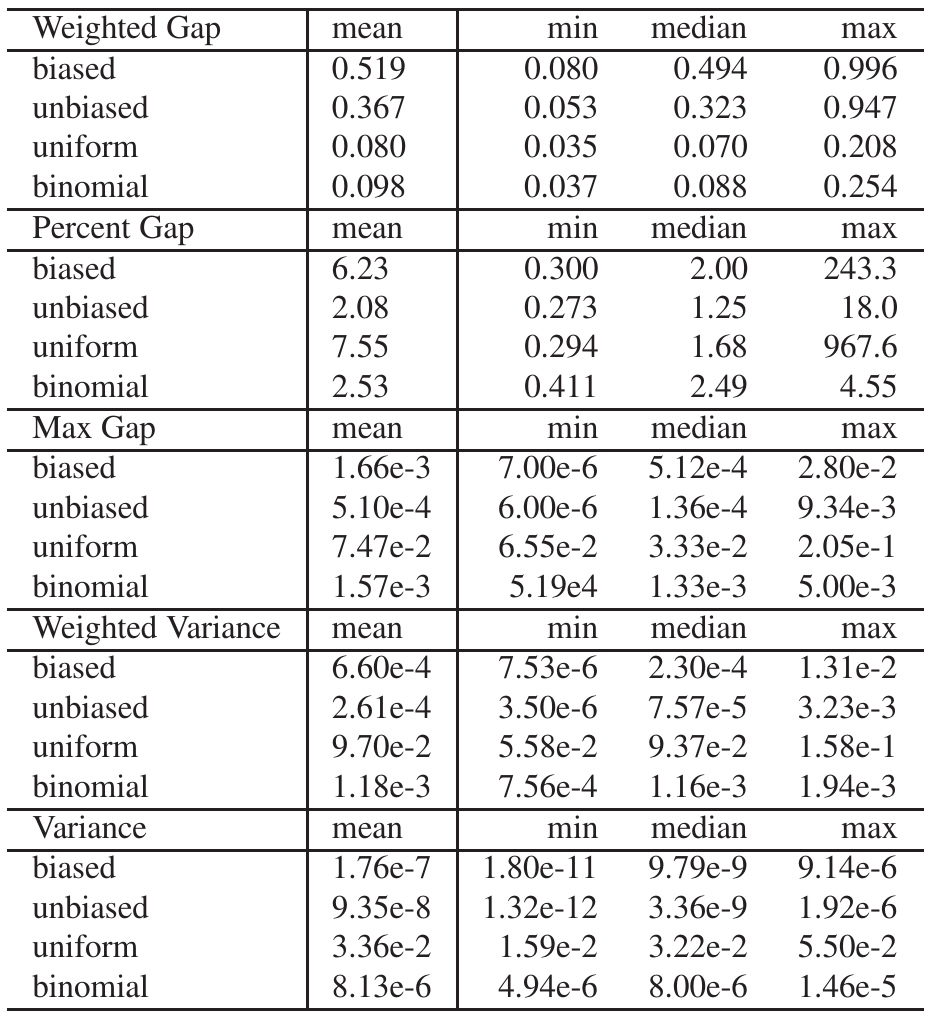 Weighted Gap mean min median max
biased 0.519 0.080 0.494 0.996
unbiased 0.367 0.053 0.323 0.947
uniform 0.080 0.035 0.070 0.208
binomial 0.098 0.037 0.088 0.254
Percent Gap mean min median max
biased 6.23 0.300 2.00 243.3
unbiased 2.08 0.273 1.25 18.0
uniform 7.55 0.294 1.68 967.6
binomial 2.53 0.411 2.49 4.55
Max Gap mean min median max
biased 1.66e-3 7.00e-6 5.12e-4 2.80e-2
unbiased 5.10e-4 6.00e-6 1.36e-4 9.34e-3
uniform 7.47e-2 6.55e-2 3.33e-2 2.05e-1
binomial 1.57e-3 5.19e4 1.33e-3 5.00e-3
Weighted Variance mean min median max
biased 6.60e-4 7.53e-6 2.30e-4 1.31e-2
unbiased 2.61e-4 3.50e-6 7.57e-5 3.23e-3
uniform 9.70e-2 5.58e-2 9.37e-2 1.58e-1
binomial 1.18e-3 7.56e-4 1.16e-3 1.94e-3
Variance mean min median max
biased 1.76e-7 1.80e-11 9.79e-9 9.14e-6
unbiased 9.35e-8 1.32e-12 3.36e-9 1.92e-6
uniform 3.36e-2 1.59e-2 3.22e-2 5.50e-2
binomial 8.13e-6 4.94e-6 8.00e-6 1.46e-5